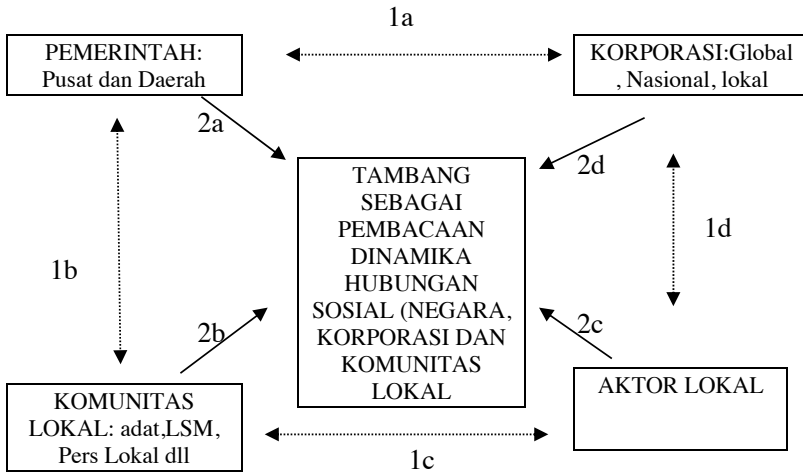 1a
PEMERINTAH:
Pusat dan Daerah
KORPORASI:Global
, Nasional, lokal
2a
2d
TAMBANG
SEBAGAI
PEMBACAAN
DINAMIKA
HUBUNGAN
SOSIAL (NEGARA,
KORPORASI DAN
KOMUNITAS
LOKAL
1b
1d
2b
2c
KOMUNITAS
LOKAL: adat,LSM,
Pers Lokal dll
AKTOR LOKAL
1c